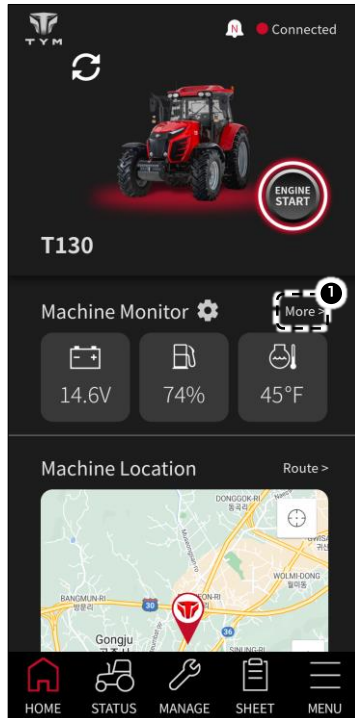 TYM
N
Connected
ENGINE
START
T130
Machine Monitor
More >
1
14.6V
74%
45°F
Machine Location
Route >
DONGGOK-RI
동곡리
WOLMI-DONG
월미동
BANGMUN-RI
방문리
30
36
Gongju
HOME
STATUS
MANAGE
SHEET
MENU